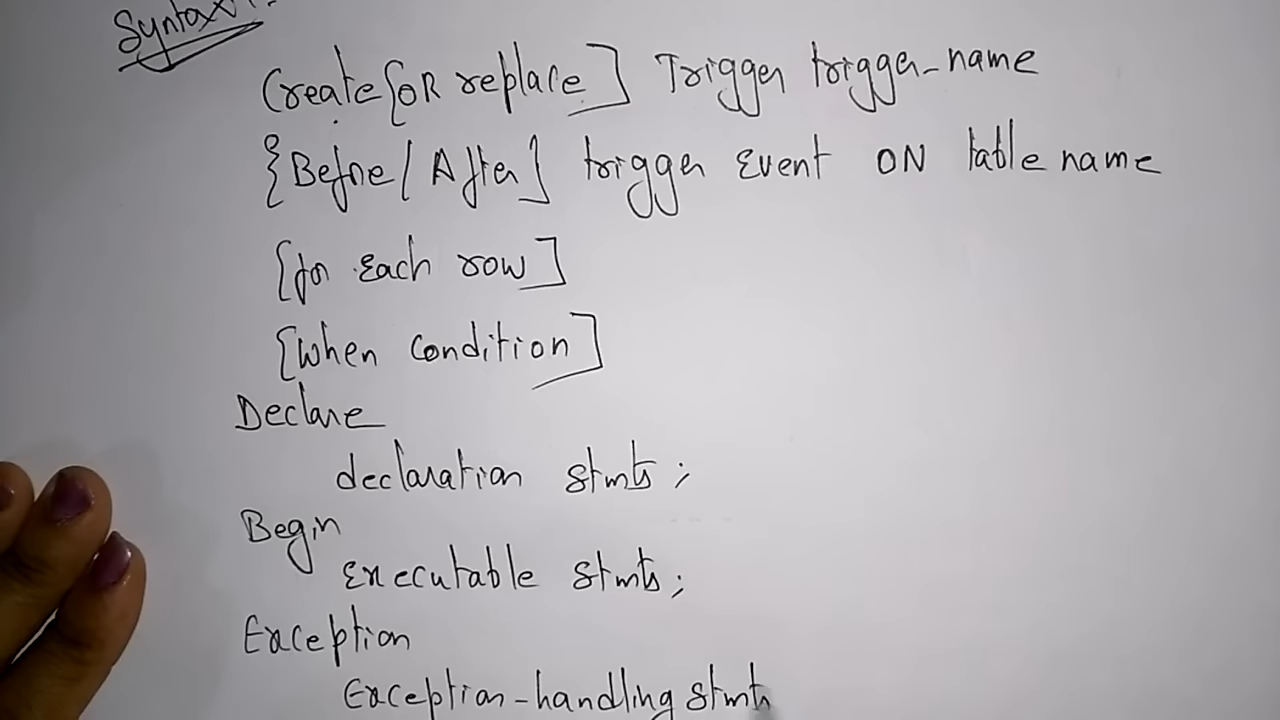 Syntax:
Create [OR replace] Trigger trigger-name
{Before / After} trigger Event ON table name
[for Each row]
[When Condition]
Declare
declaration stmts ;
Begin
Executable stmts ;
Exception
Exception-handling stmts